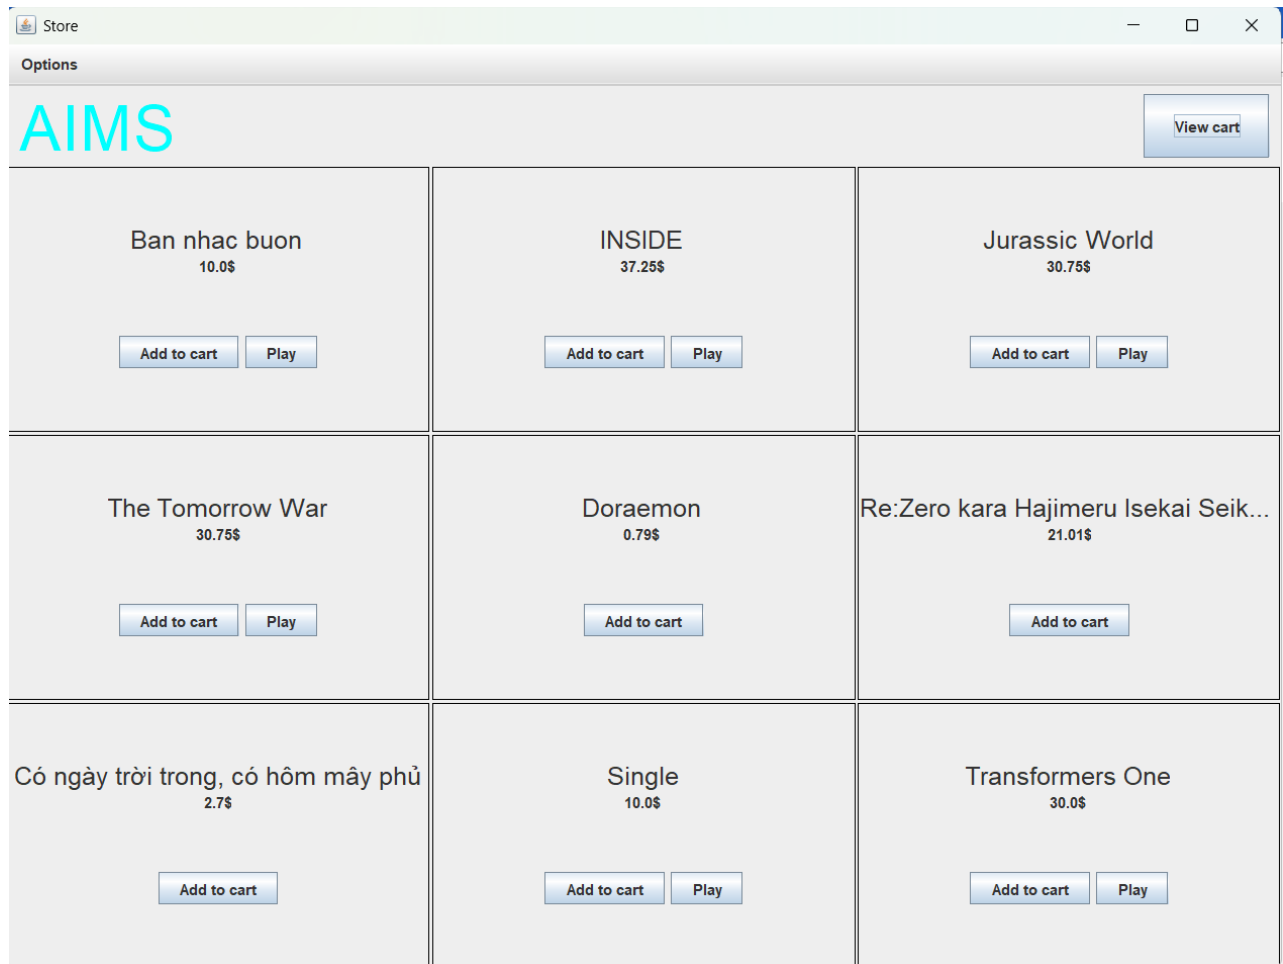 Store
Options
AIMS
View cart
Ban nhac buon
10.0$
Add to cart Play
INSIDE
37.25$
Add to cart Play
Jurassic World
30.75$
Add to cart Play
The Tomorrow War
30.75$
Add to cart Play
Doraemon
0.79$
Add to cart
Re:Zero kara Hajimeru Isekai Seik...
21.01$
Add to cart
Có ngày trời trong, có hôm mây phủ
2.7$
Add to cart
Single
10.0$
Add to cart Play
Transformers One
30.0$
Add to cart Play